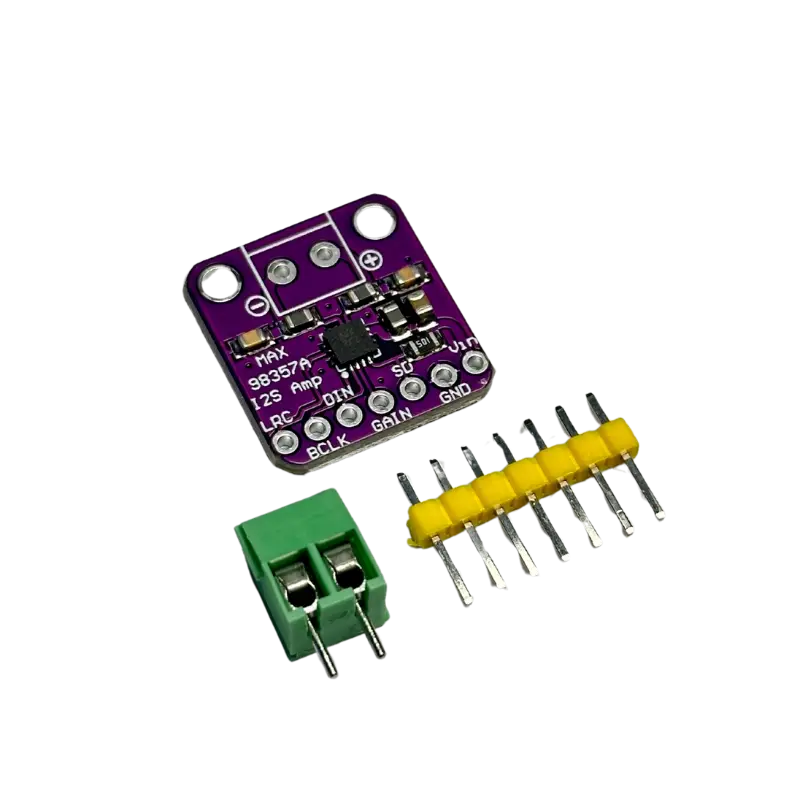 ⊖ ⊕
MAX
98357A
I2S Amp
LRC
BCLK
DIN
GAIN
SD
GND
Vin